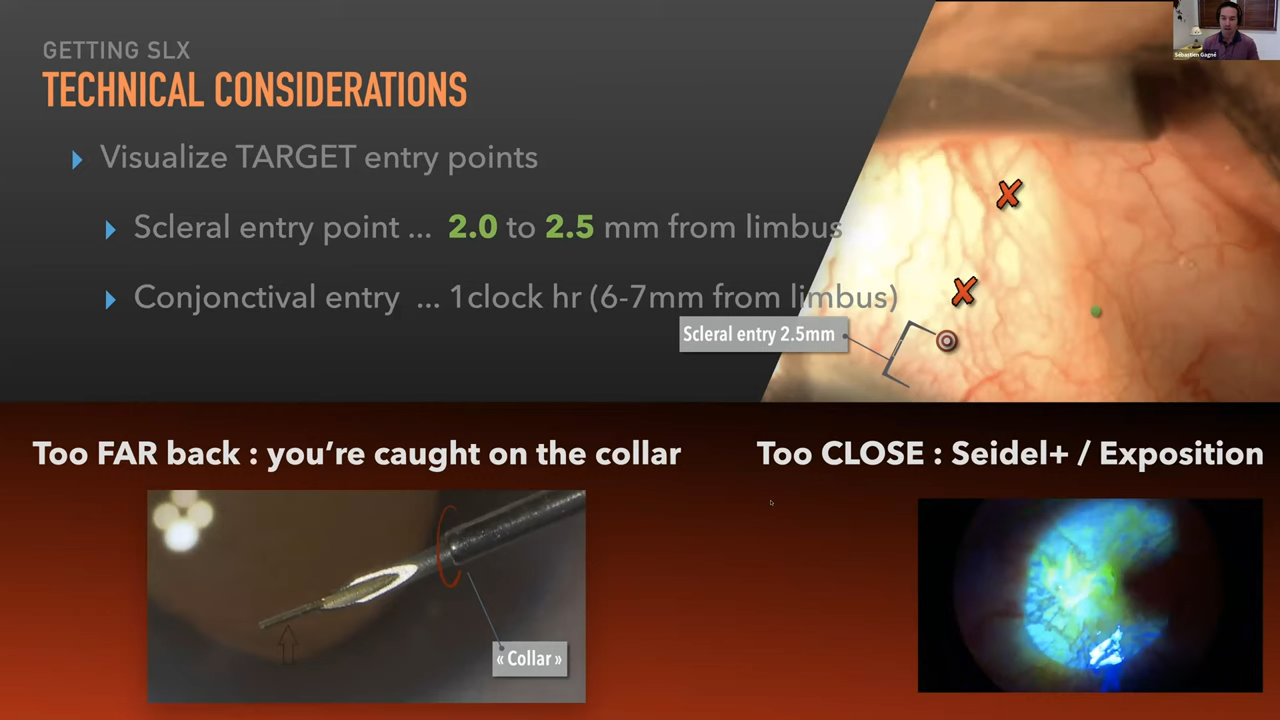 GETTING SLX
TECHNICAL CONSIDERATIONS
Visualize TARGET entry points
Scleral entry point ... 2.0 to 2.5 mm from limbus
Conjonctival entry ... 1clock hr (6-7mm from limbus)
Scleral entry 2.5mm
Too FAR back : you're caught on the collar
Too CLOSE : Seidel+ / Exposition
« Collar »
Sébastien Gagné